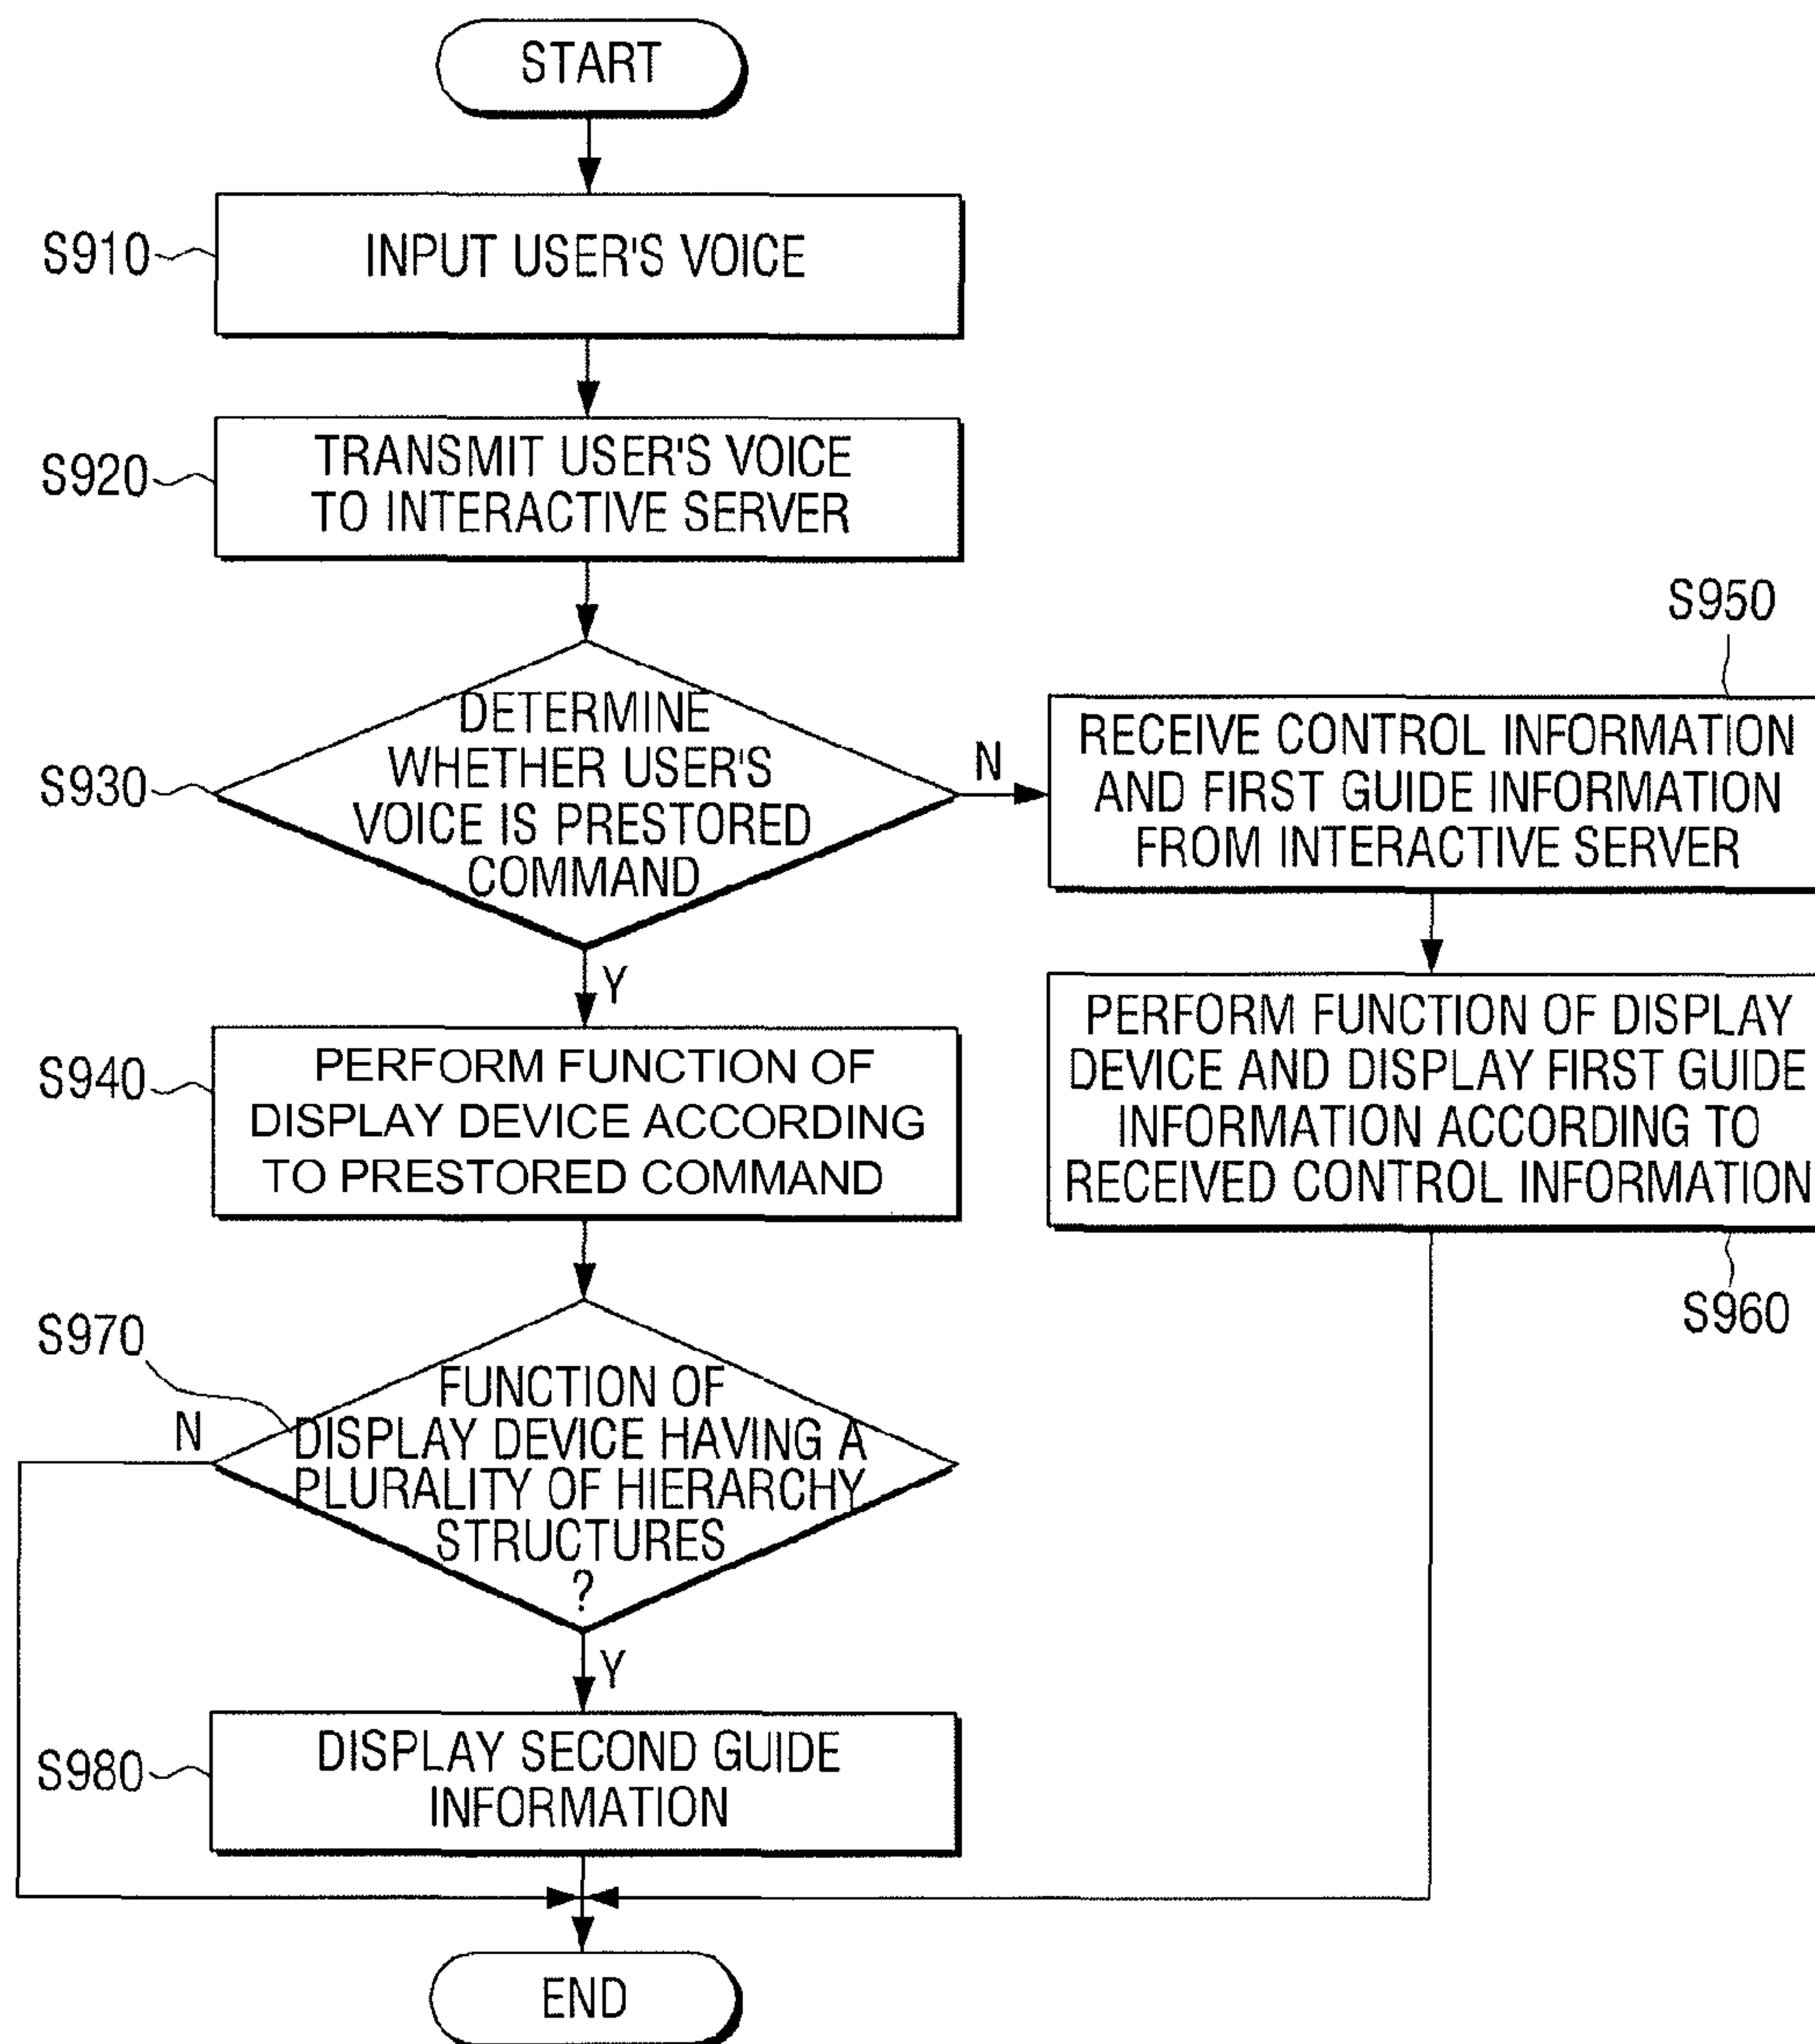 START
S910
INPUT USER'S VOICE
S920
TRANSMIT USER'S VOICE
TO INTERACTIVE SERVER
S930
DETERMINE
WHETHER USER'S
VOICE IS PRESTORED
COMMAND
N
Y
S950
RECEIVE CONTROL INFORMATION
AND FIRST GUIDE INFORMATION
FROM INTERACTIVE SERVER
S940
PERFORM FUNCTION OF
DISPLAY DEVICE ACCORDING
TO PRESTORED COMMAND
PERFORM FUNCTION OF DISPLAY
DEVICE AND DISPLAY FIRST GUIDE
INFORMATION ACCORDING TO
RECEIVED CONTROL INFORMATION
S960
S970
N
FUNCTION OF
DISPLAY DEVICE HAVING A
PLURALITY OF HIERARCHY
STRUCTURES
?
Y
S980
DISPLAY SECOND GUIDE
INFORMATION
END